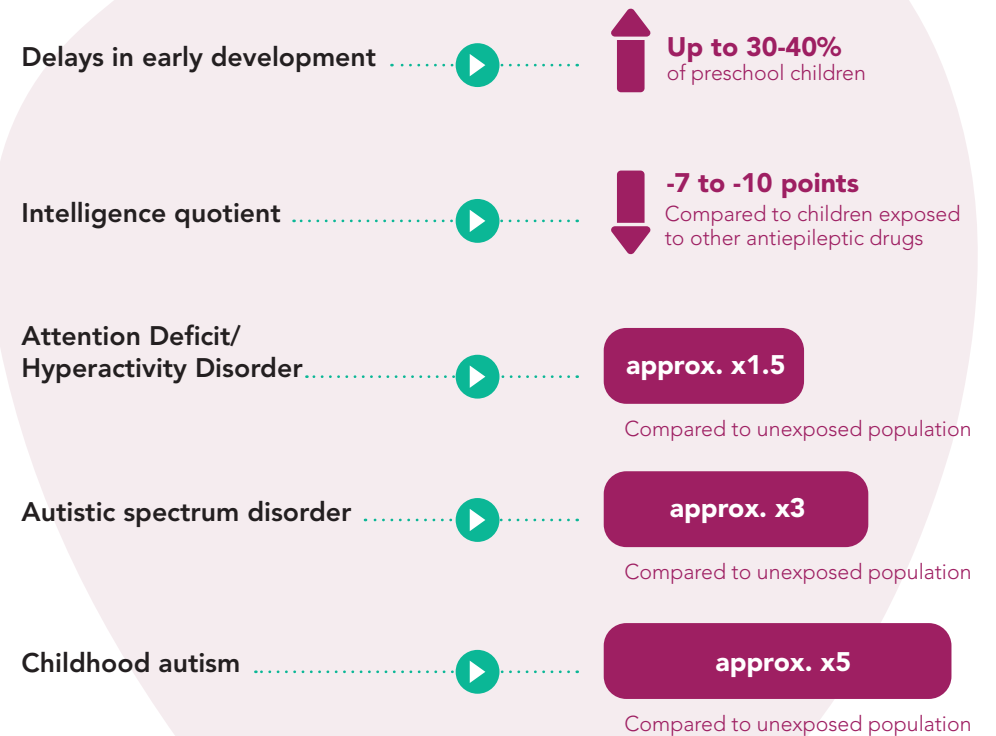 Delays in early development
Up to 30-40%
of preschool children
Intelligence quotient
-7 to -10 points
Compared to children exposed
to other antiepileptic drugs
Attention Deficit/
Hyperactivity Disorder
approx. x1.5
Compared to unexposed population
Autistic spectrum disorder
approx. x3
Compared to unexposed population
Childhood autism
approx. x5
Compared to unexposed population